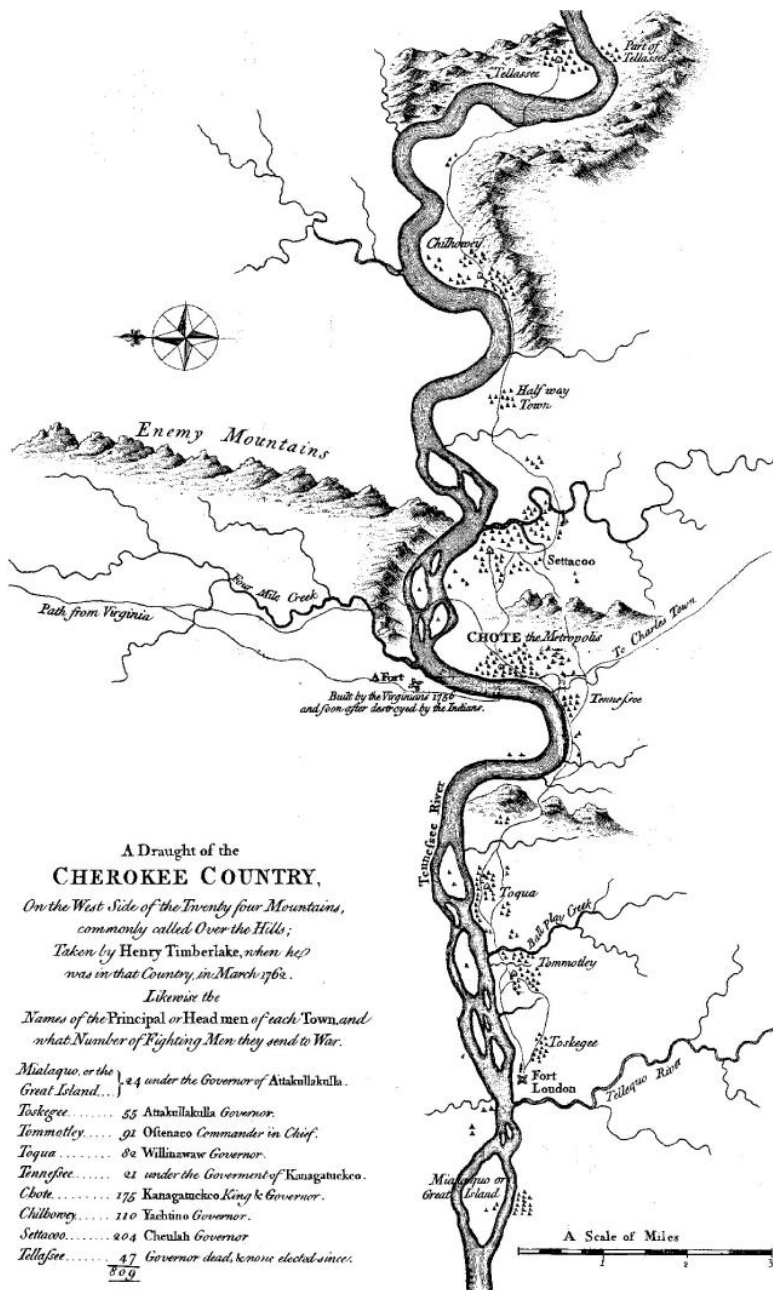 Tellassee
Part of
Tellassee
Chilhowey
Half way
Town
Enemy Mountains
Settacoo
Four Mile Creek
Path from Virginia
CHOTE the Metropolis
To Charles Town
A Fort
Built by the Virginians 1756
and soon after destroyed by the Indians.
Tennessee
Tennessee River
Toqua
Ball play Creek
Tommotley
Toskegee
Fort
London
Tellequo River
Mialaquo or
Great Island
A Draught of the
CHEROKEE COUNTRY,
On the West Side of the Twenty four Mountains,
commonly called Over the Hills;
Taken by Henry Timberlake, when he
was in that Country, in March 1762.
Likewise the
Names of the Principal or Head men of each Town, and
what Number of Fighting Men they send to War.
Mialaquo, or the
Great Island.... } 24 under the Governor of Attakullakulla.
Toskegee........ 55 Attakullakulla Governor.
Tommotley..... 91 Ostenaco Commander in Chief.
Toqua......... 82 Willinawaw Governor.
Tennessee...... 21 under the Goverment of Kanagatuckco.
Chote......... 175 Kanagatuckco King & Governor.
Chilhowey...... 110 Yachtino Governor.
Settacoo....... 204 Cheulah Governor
Tellassee...... 47 Governor dead, & none elected since.
809
A Scale of Miles
1 2 3